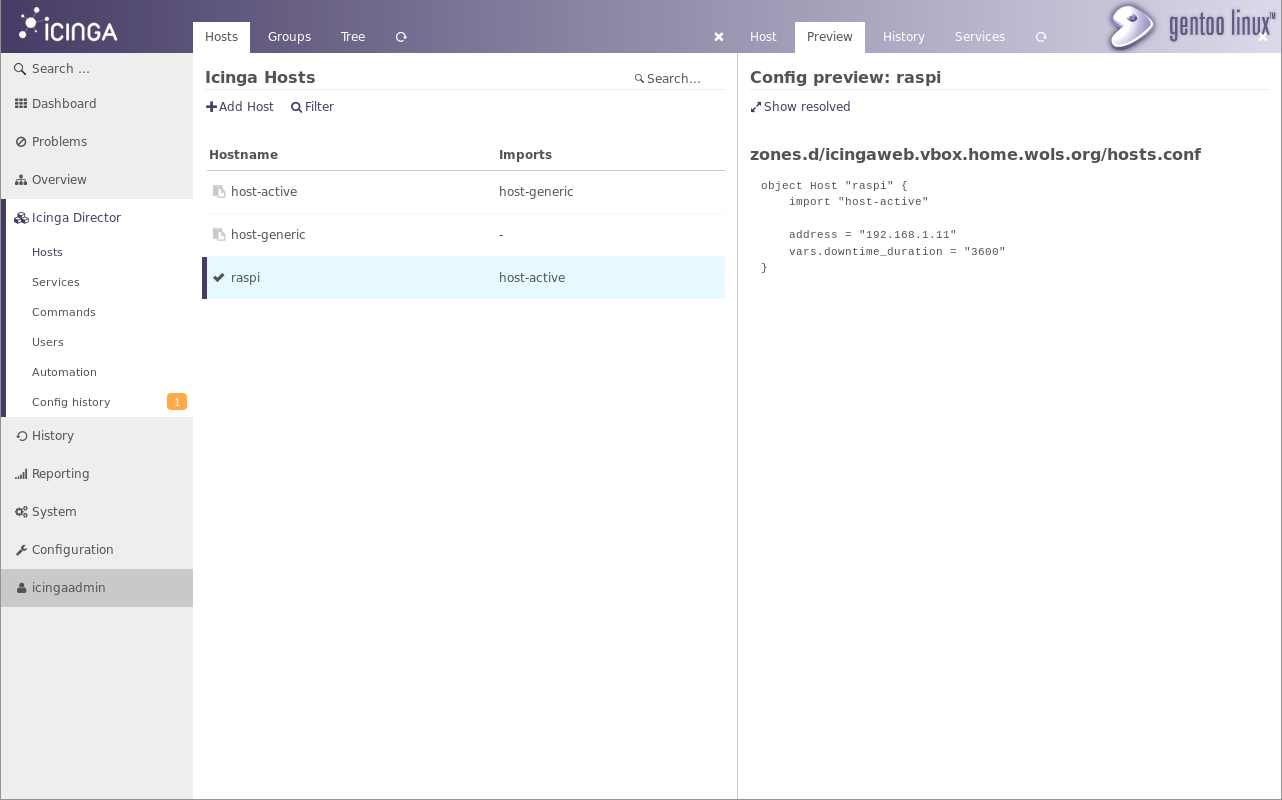 icinga
Hosts Groups Tree
Host Preview History Services
gentoo linux™
Search ...
Dashboard
Problems
Overview
Icinga Director
Hosts
Services
Commands
Users
Automation
Config history 1
History
Reporting
System
Configuration
icingaadmin
Icinga Hosts
Search...
Add Host Filter
Hostname Imports
host-active host-generic
host-generic -
raspi host-active
Config preview: raspi
Show resolved
zones.d/icingaweb.vbox.home.wols.org/hosts.conf
object Host "raspi" {
    import "host-active"
    address = "192.168.1.11"
    vars.downtime_duration = "3600"
}